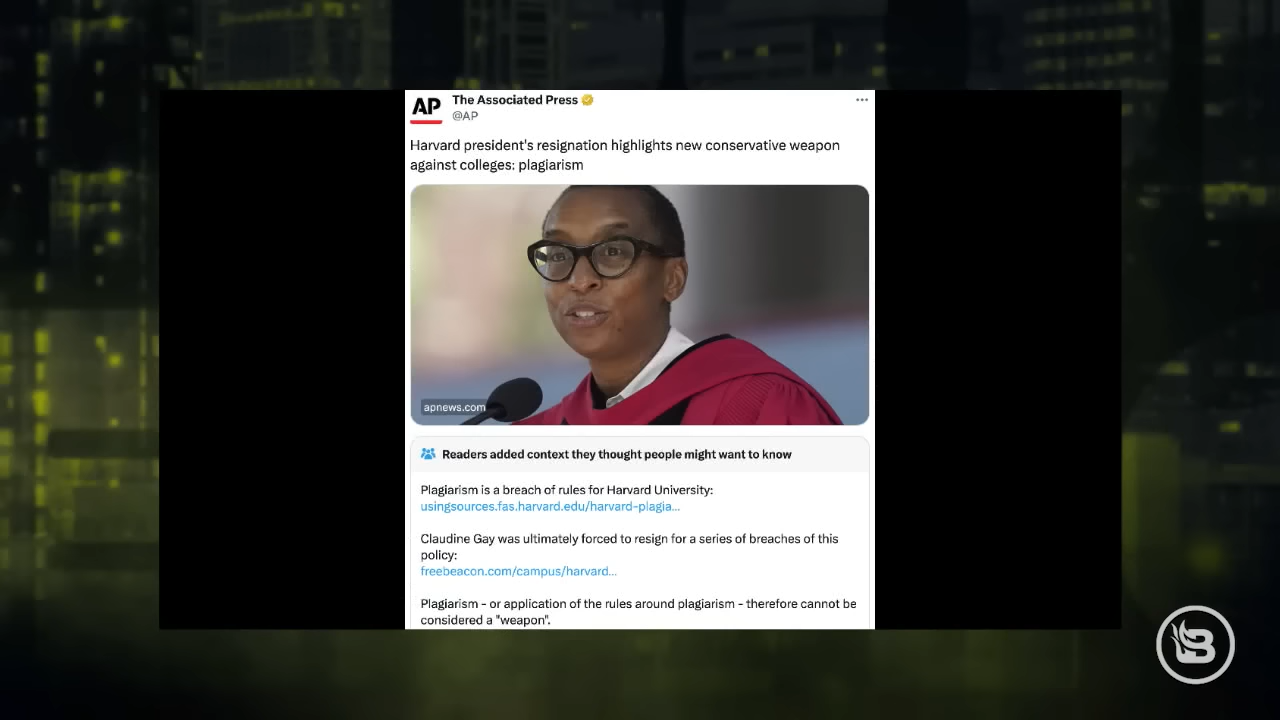 AP
The Associated Press
@AP
Harvard president's resignation highlights new conservative weapon
against colleges: plagiarism
apnews.com
Readers added context they thought people might want to know
Plagiarism is a breach of rules for Harvard University:
usingsources.fas.harvard.edu/harvard-plagia...
Claudine Gay was ultimately forced to resign for a series of breaches of this
policy:
freebeacon.com/campus/harvard...
Plagiarism - or application of the rules around plagiarism - therefore cannot be
considered a "weapon".
B